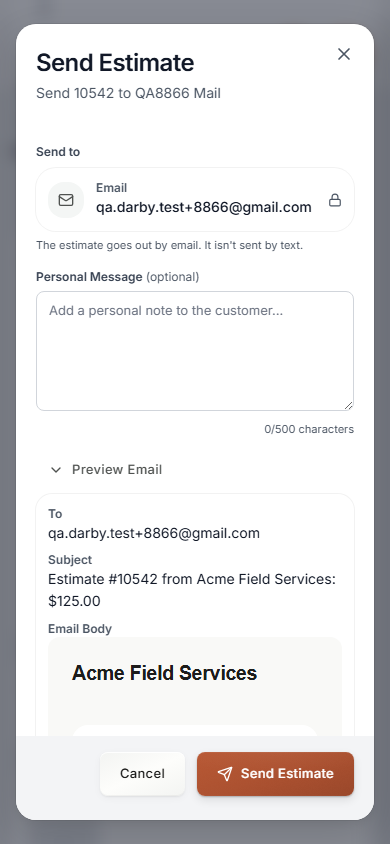 Send Estimate
Send 10542 to QA8866 Mail
Send to
Email
qa.darby.test+8866@gmail.com
The estimate goes out by email. It isn't sent by text.
Personal Message (optional)
Add a personal note to the customer...
0/500 characters
Preview Email
To
qa.darby.test+8866@gmail.com
Subject
Estimate #10542 from Acme Field Services:
$125.00
Email Body
Acme Field Services
Cancel
Send Estimate